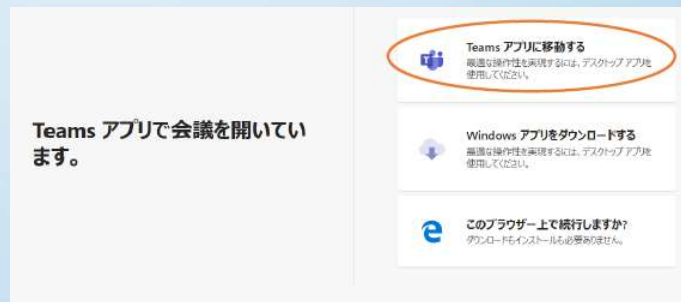 Teams アプリで会議を開いてい
ます。
Teams アプリに移動する
最適な操作性を実現するには、デスクトップ アプリを
使用してください。
Windows アプリをダウンロードする
最適な操作性を実現するには、デスクトップ アプリを
使用してください。
このブラウザー上で続行しますか?
ダウンロードもインストールも必要ありません。